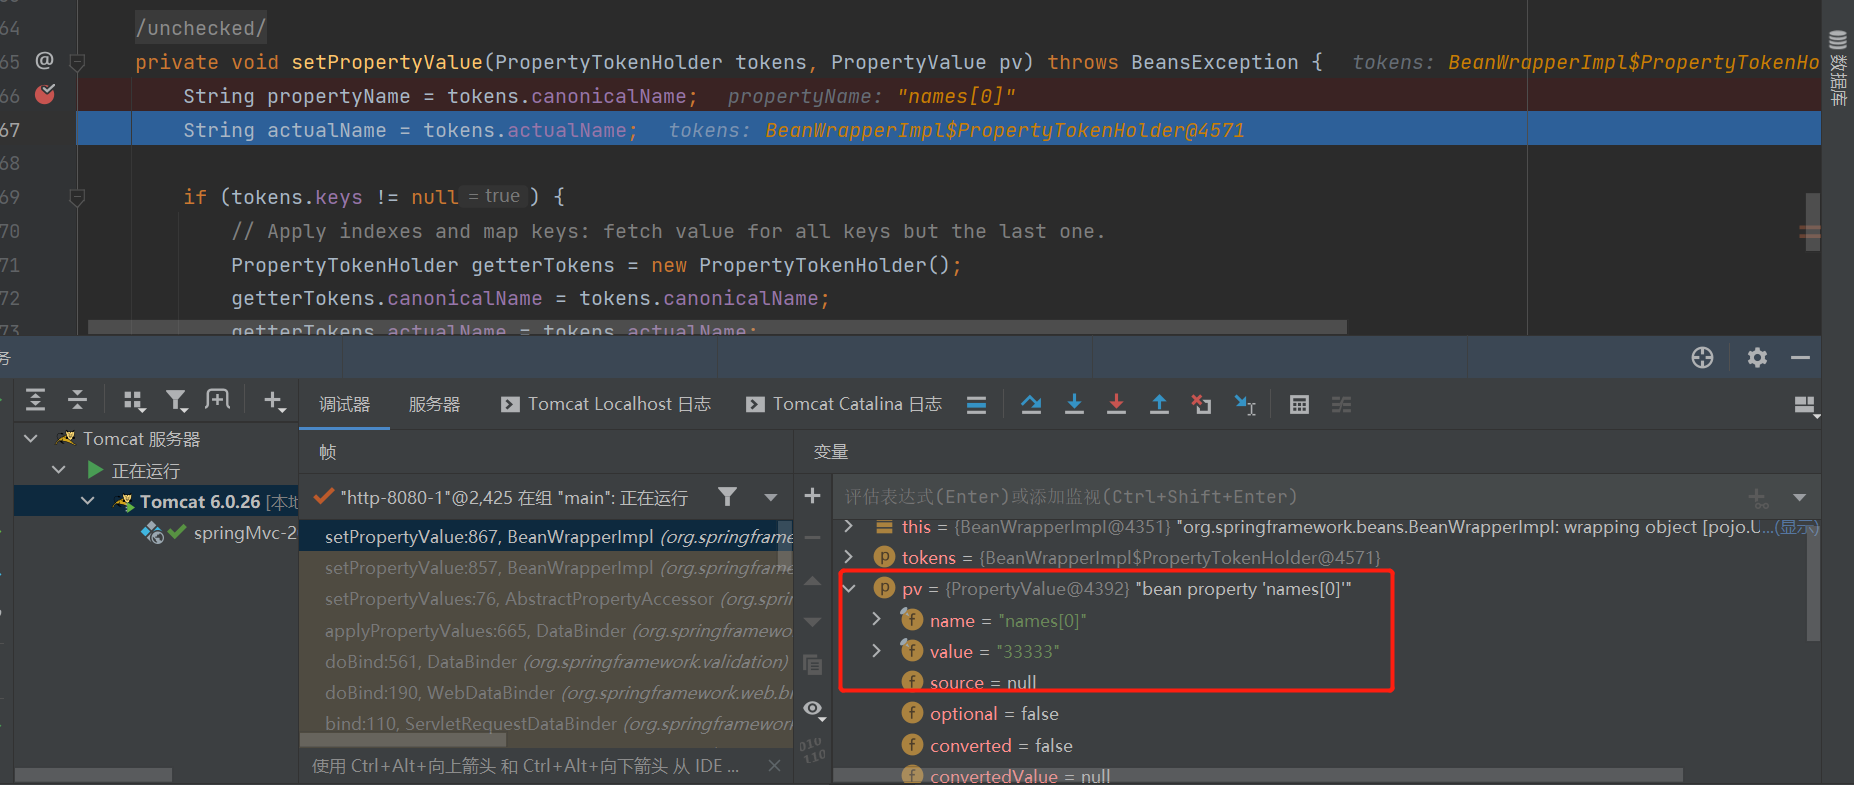 64 /unchecked/
65 @ private void setPropertyValue(PropertyTokenHolder tokens, PropertyValue pv) throws BeansException { tokens: BeanWrapperImpl$PropertyTokenHo
66 String propertyName = tokens.canonicalName; propertyName: "names[0]"
67 String actualName = tokens.actualName; tokens: BeanWrapperImpl$PropertyTokenHolder@4571
68
69 if (tokens.keys != null = true ) {
70 // Apply indexes and map keys: fetch value for all keys but the last one.
71 PropertyTokenHolder getterTokens = new PropertyTokenHolder();
72 getterTokens.canonicalName = tokens.canonicalName;
73 getterTokens.actualName = tokens.actualName;
数据库
务
调试器 服务器 Tomcat Localhost 日志 Tomcat Catalina 日志
Tomcat 服务器
正在运行
Tomcat 6.0.26 [本地
springMvc-2
帧
"http-8080-1"@2,425 在组 "main": 正在运行
setPropertyValue:867, BeanWrapperImpl (org.springframe
setPropertyValue:857, BeanWrapperImpl (org.springframe
setPropertyValues:76, AbstractPropertyAccessor (org.sprin
applyPropertyValues:665, DataBinder (org.springframewo
doBind:561, DataBinder (org.springframework.validation)
doBind:190, WebDataBinder (org.springframework.web.bi
bind:110, ServletRequestDataBinder (org.springframework
使用 Ctrl+Alt+向上箭头 和 Ctrl+Alt+向下箭头 从 IDE ...
变量
评估表达式(Enter)或添加监视(Ctrl+Shift+Enter)
this = {BeanWrapperImpl@4351} "org.springframework.beans.BeanWrapperImpl: wrapping object [pojo.U... (显示)
tokens = {BeanWrapperImpl$PropertyTokenHolder@4571}
pv = {PropertyValue@4392} "bean property 'names[0]'"
name = "names[0]"
value = "33333"
source = null
optional = false
converted = false
convertedValue = null